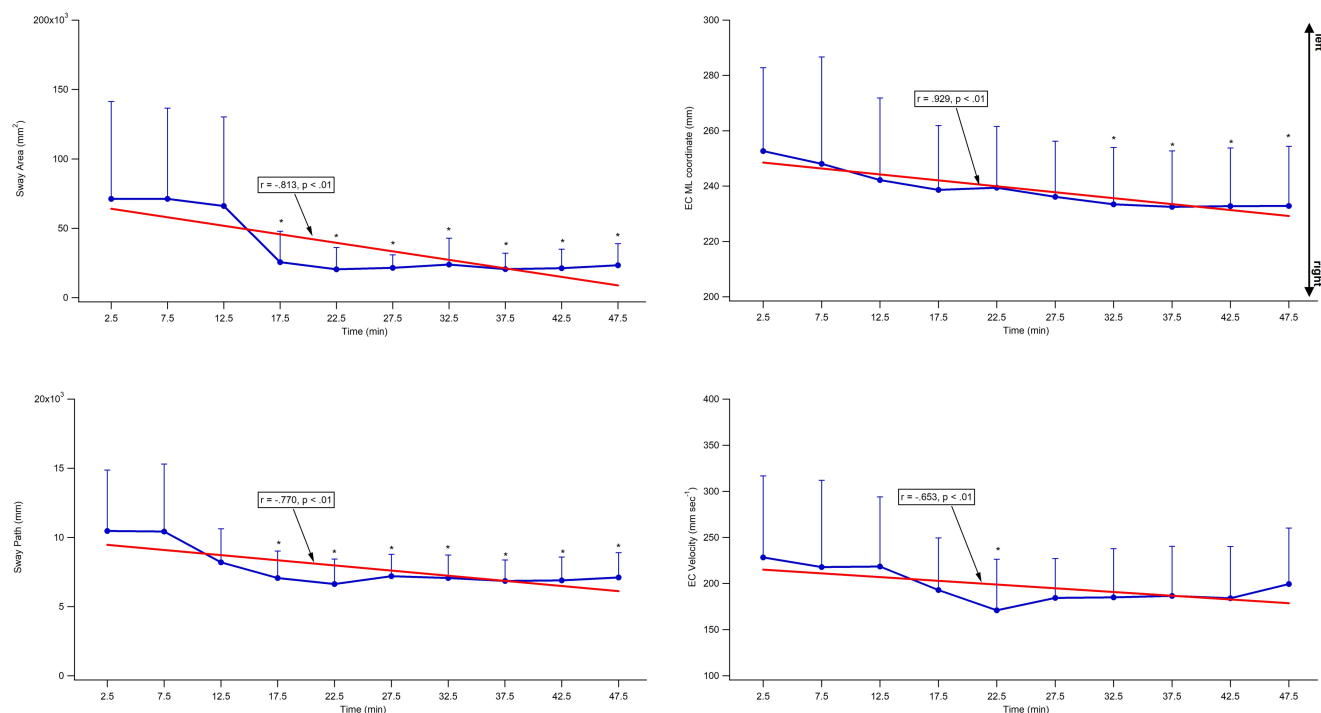 200x10³
150
100
50
0
Sway Area (mm²)
r = -.813, p < .01
* * * * * * *
2.5 7.5 12.5 17.5 22.5 27.5 32.5 37.5 42.5 47.5
Time (min)
300
280
260
240
220
200
EC ML coordinate (mm)
r = .929, p < .01
* * * *
left
right
2.5 7.5 12.5 17.5 22.5 27.5 32.5 37.5 42.5 47.5
Time (min)
20x10³
15
10
5
0
Sway Path (mm)
r = -.770, p < .01
* * * * * * *
2.5 7.5 12.5 17.5 22.5 27.5 32.5 37.5 42.5 47.5
Time (min)
400
350
300
250
200
150
100
EC Velocity (mm sec⁻¹)
r = -.653, p < .01
*
2.5 7.5 12.5 17.5 22.5 27.5 32.5 37.5 42.5 47.5
Time (min)